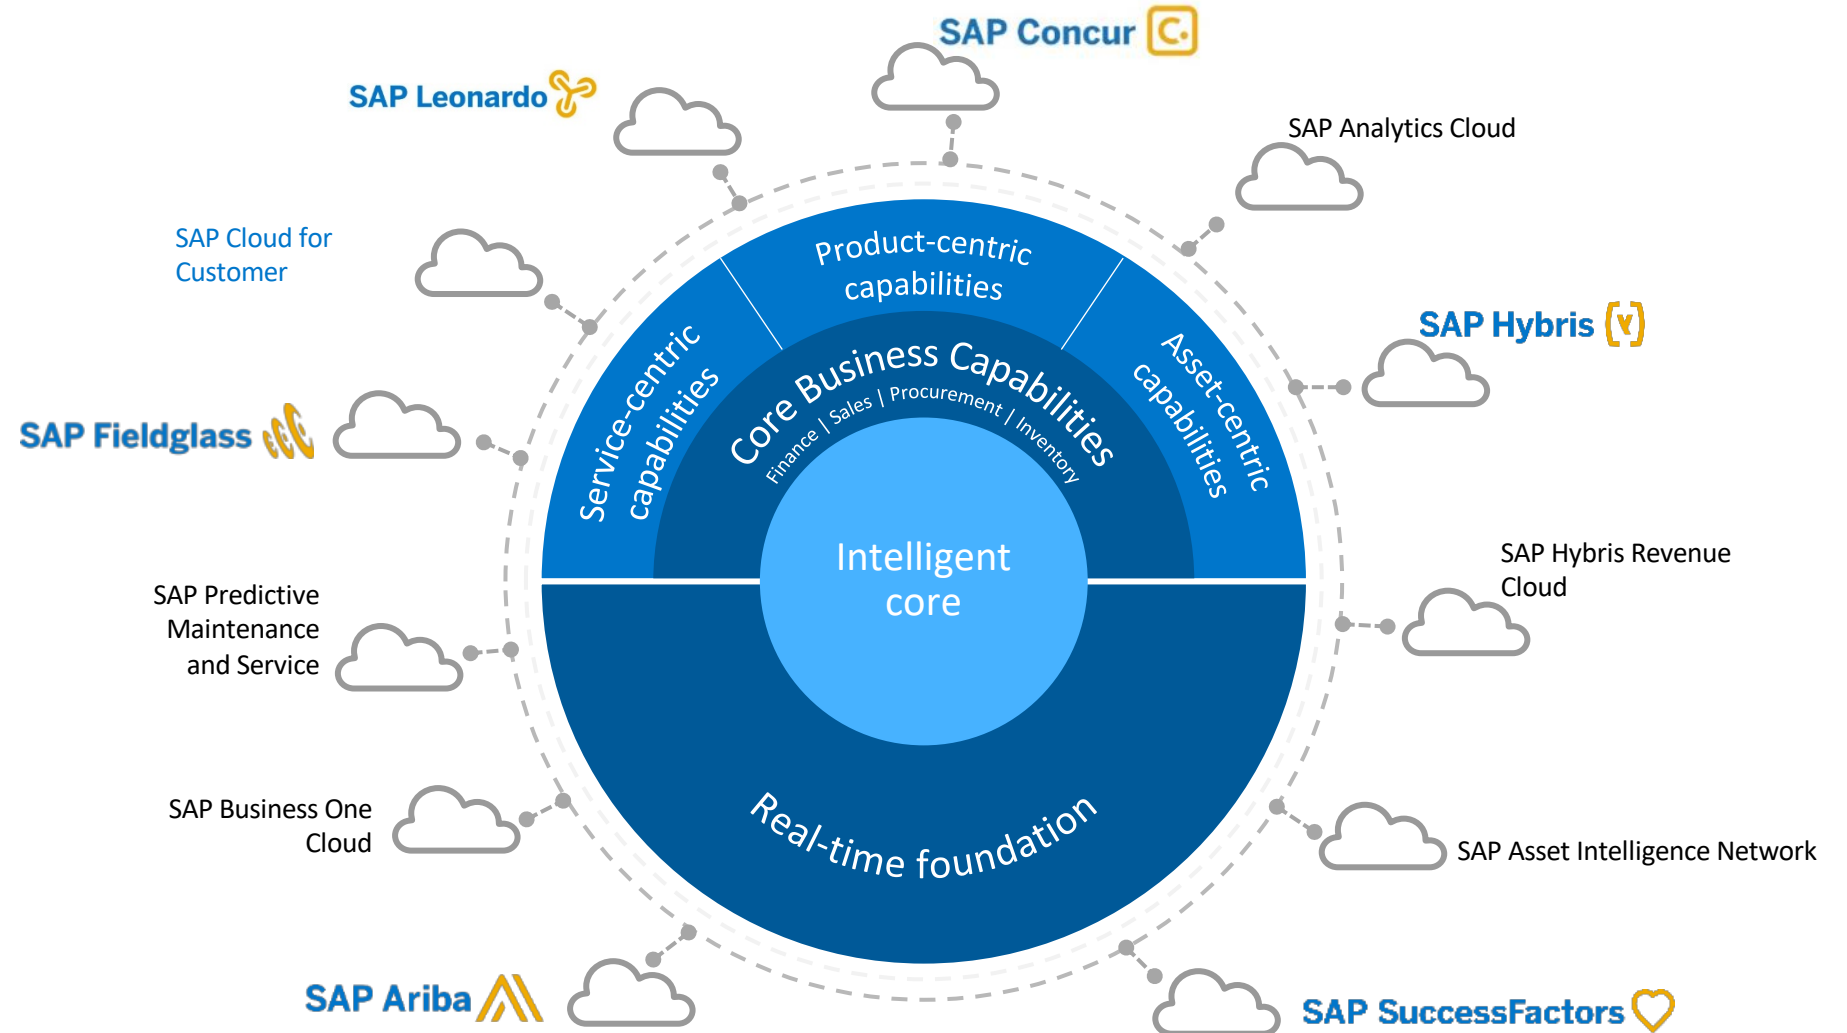 SAP Concur
SAP Leonardo
SAP Analytics Cloud
SAP Cloud for
Customer
Product-centric
capabilities
Service-centric
capabilities
Asset-centric
capabilities
SAP Hybris
Core Business Capabilities
Finance | Sales | Procurement | Inventory
SAP Fieldglass
Intelligent
core
SAP Hybris Revenue
Cloud
SAP Predictive
Maintenance
and Service
SAP Business One
Cloud
Real-time foundation
SAP Asset Intelligence Network
SAP Ariba
SAP SuccessFactors